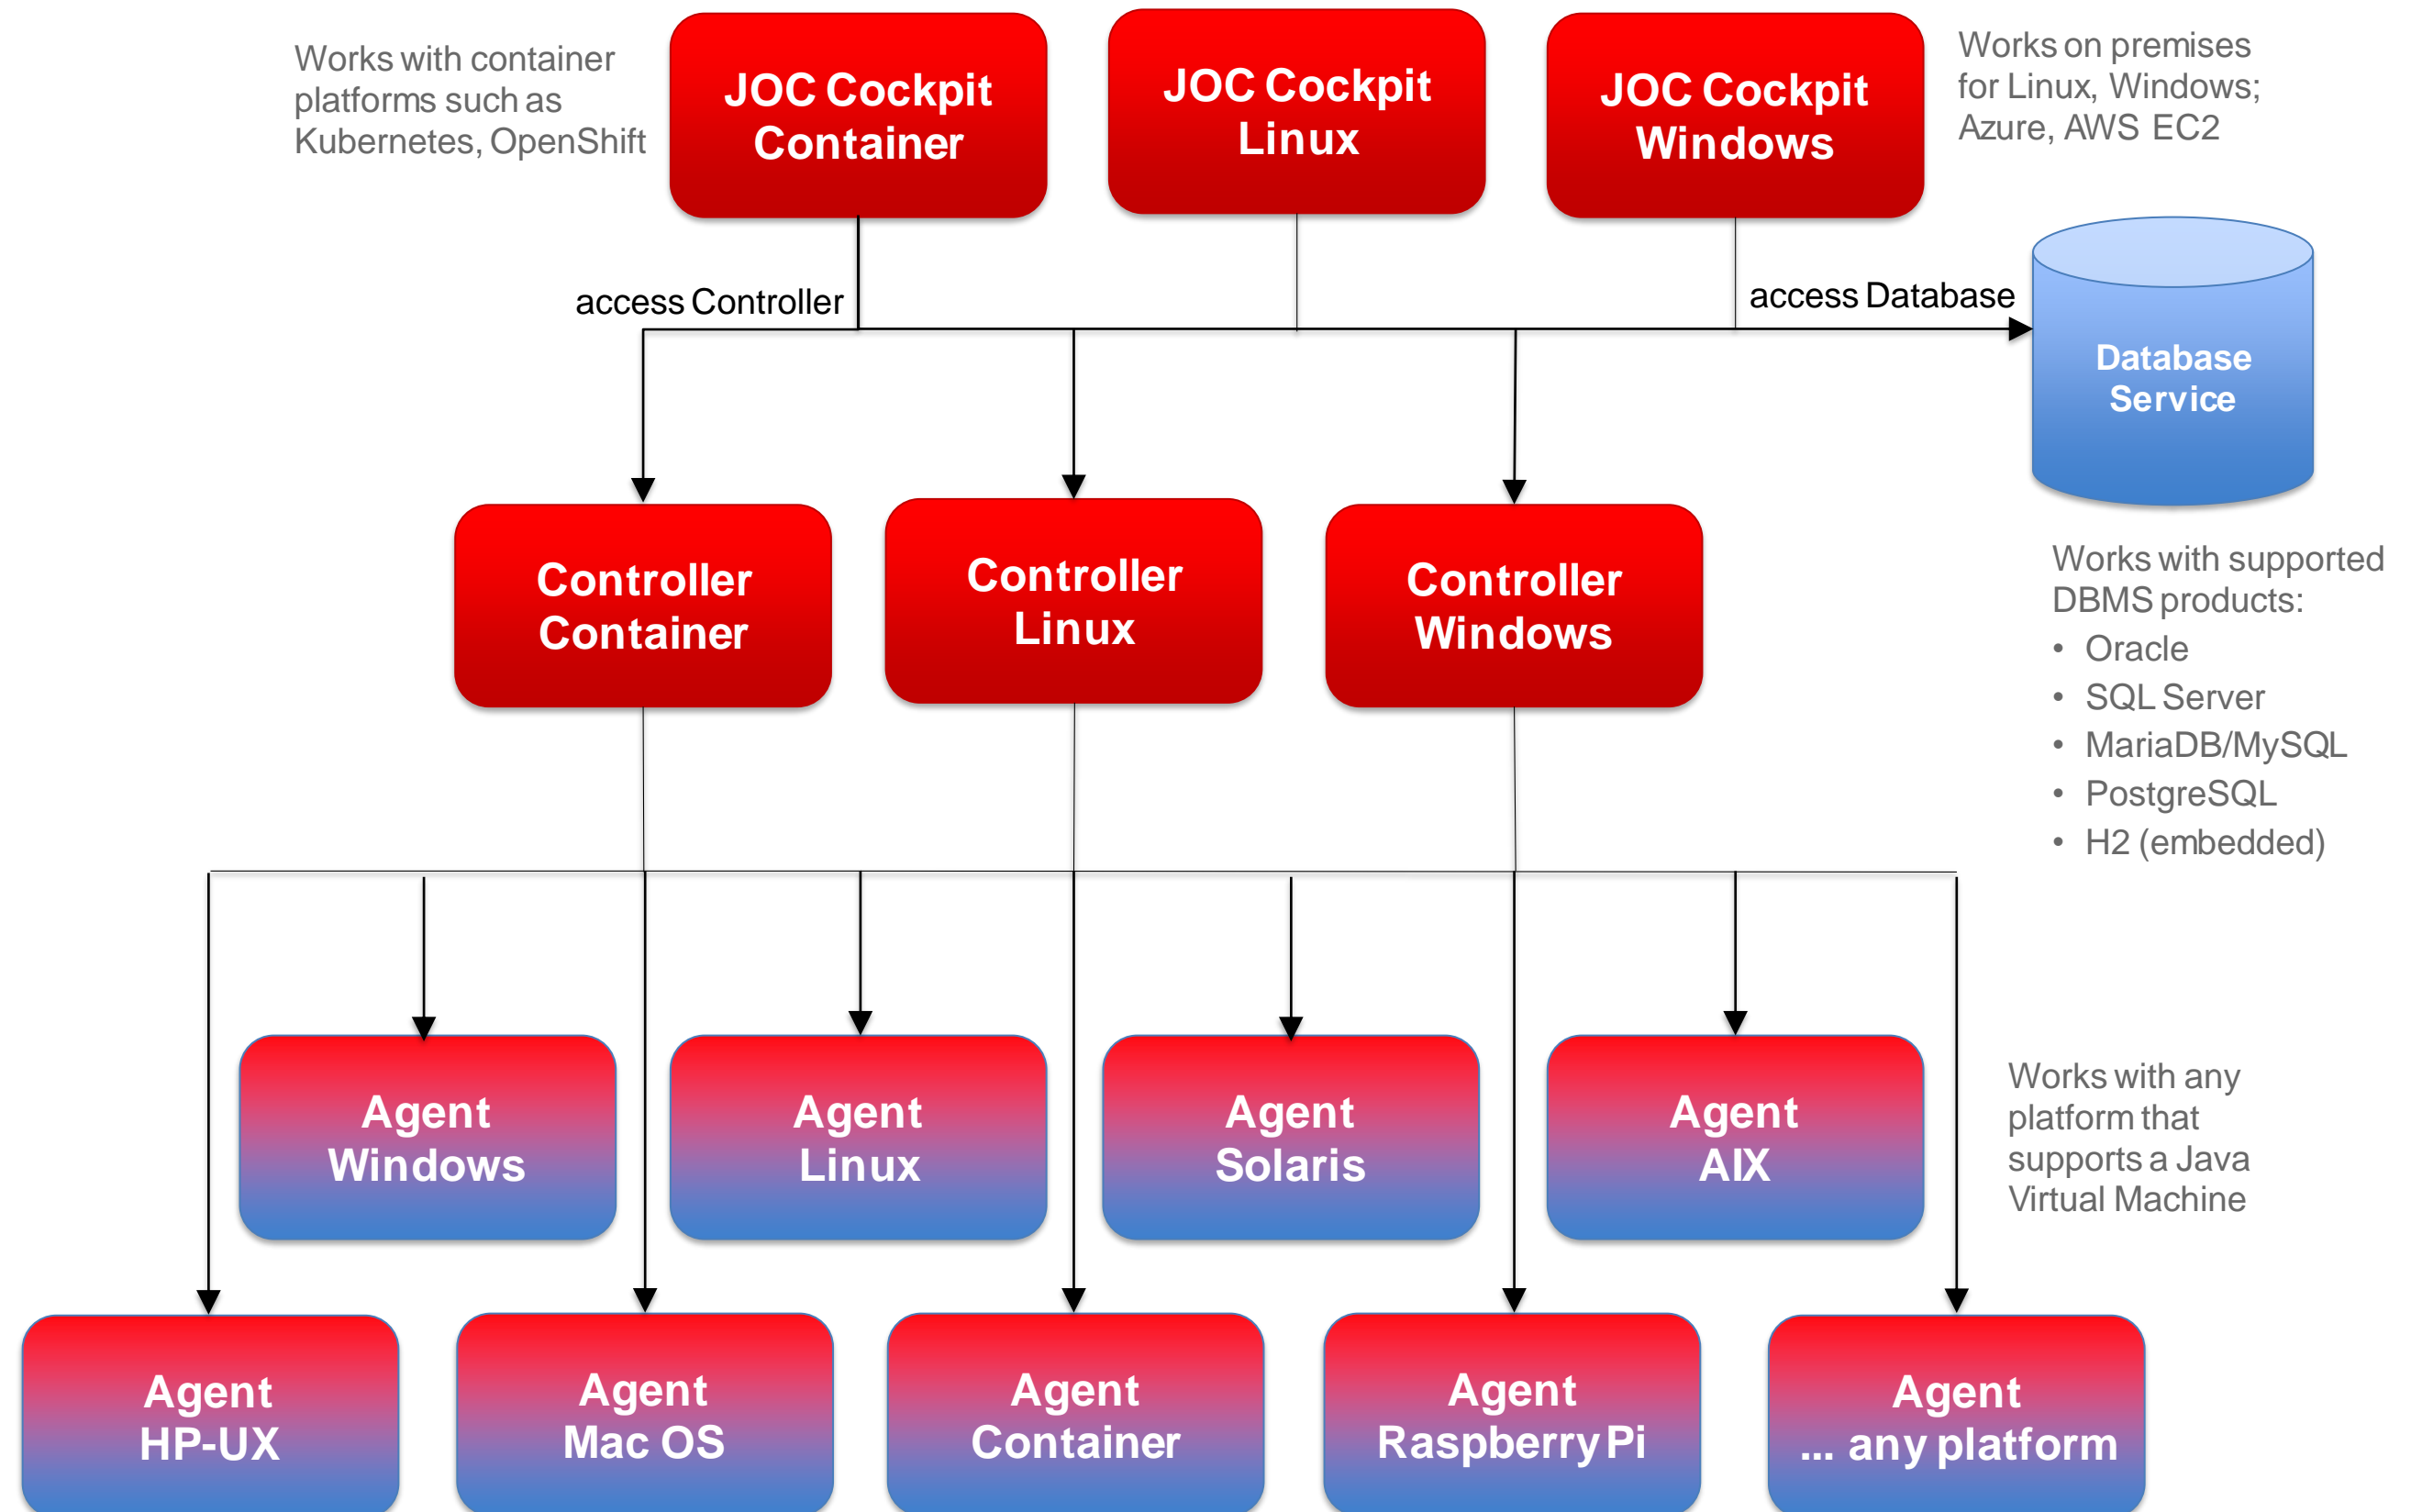 Works with container
platforms such as
Kubernetes, OpenShift
JOC Cockpit
Container
JOC Cockpit
Linux
JOC Cockpit
Windows
Works on premises
for Linux, Windows;
Azure, AWS EC2
access Controller
access Database
Database
Service
Controller
Container
Controller
Linux
Controller
Windows
Works with supported
DBMS products:
• Oracle
• SQL Server
• MariaDB/MySQL
• PostgreSQL
• H2 (embedded)
Agent
Windows
Agent
Linux
Agent
Solaris
Agent
AIX
Works with any
platform that
supports a Java
Virtual Machine
Agent
HP-UX
Agent
Mac OS
Agent
Container
Agent
Raspberry Pi
Agent
... any platform